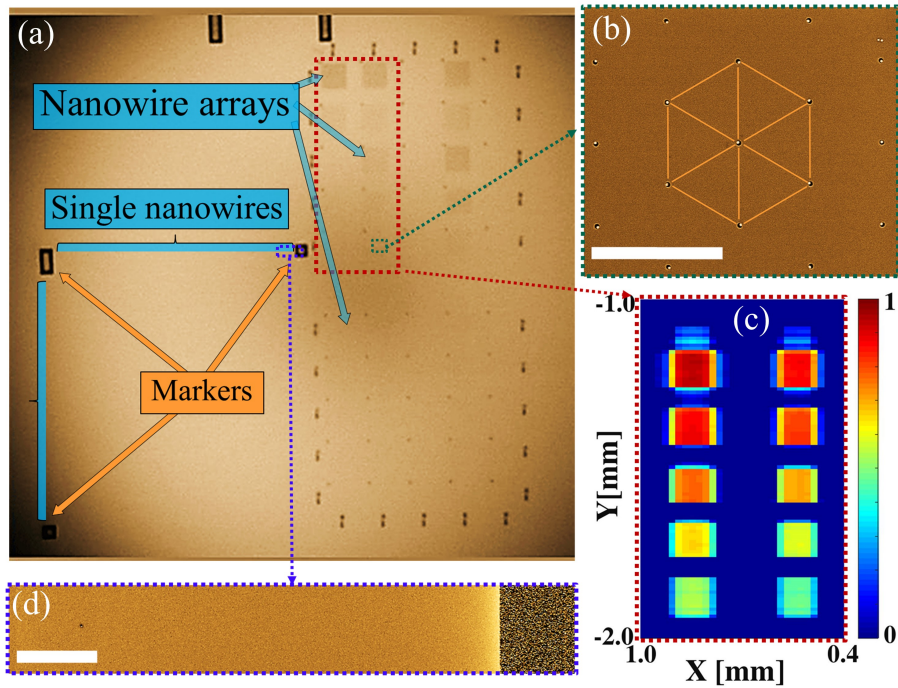 (a)
Nanowire arrays
Single nanowires
Markers
(b)
(c)
-1.0
Y[mm]
-2.0
1.0
X [mm]
0.4
1
0
(d)